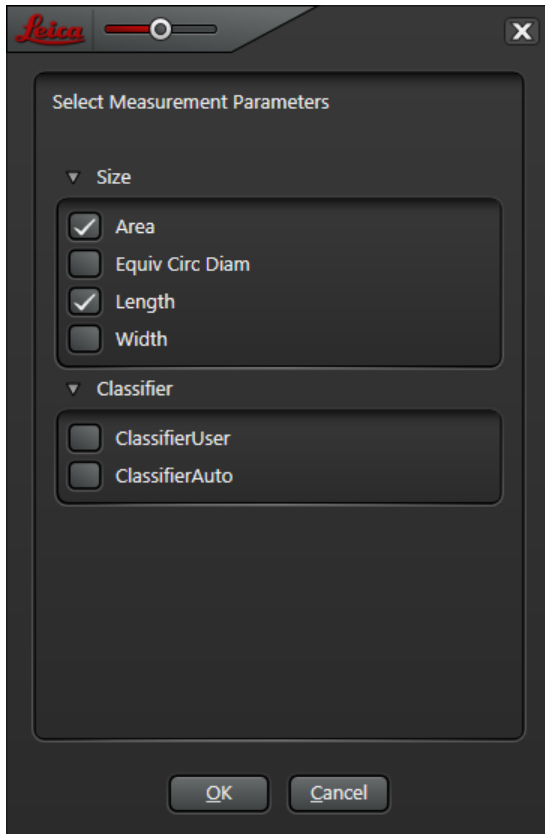 Leica
Select Measurement Parameters
Size
Area
Equiv Circ Diam
Length
Width
Classifier
ClassifierUser
ClassifierAuto
OK
Cancel